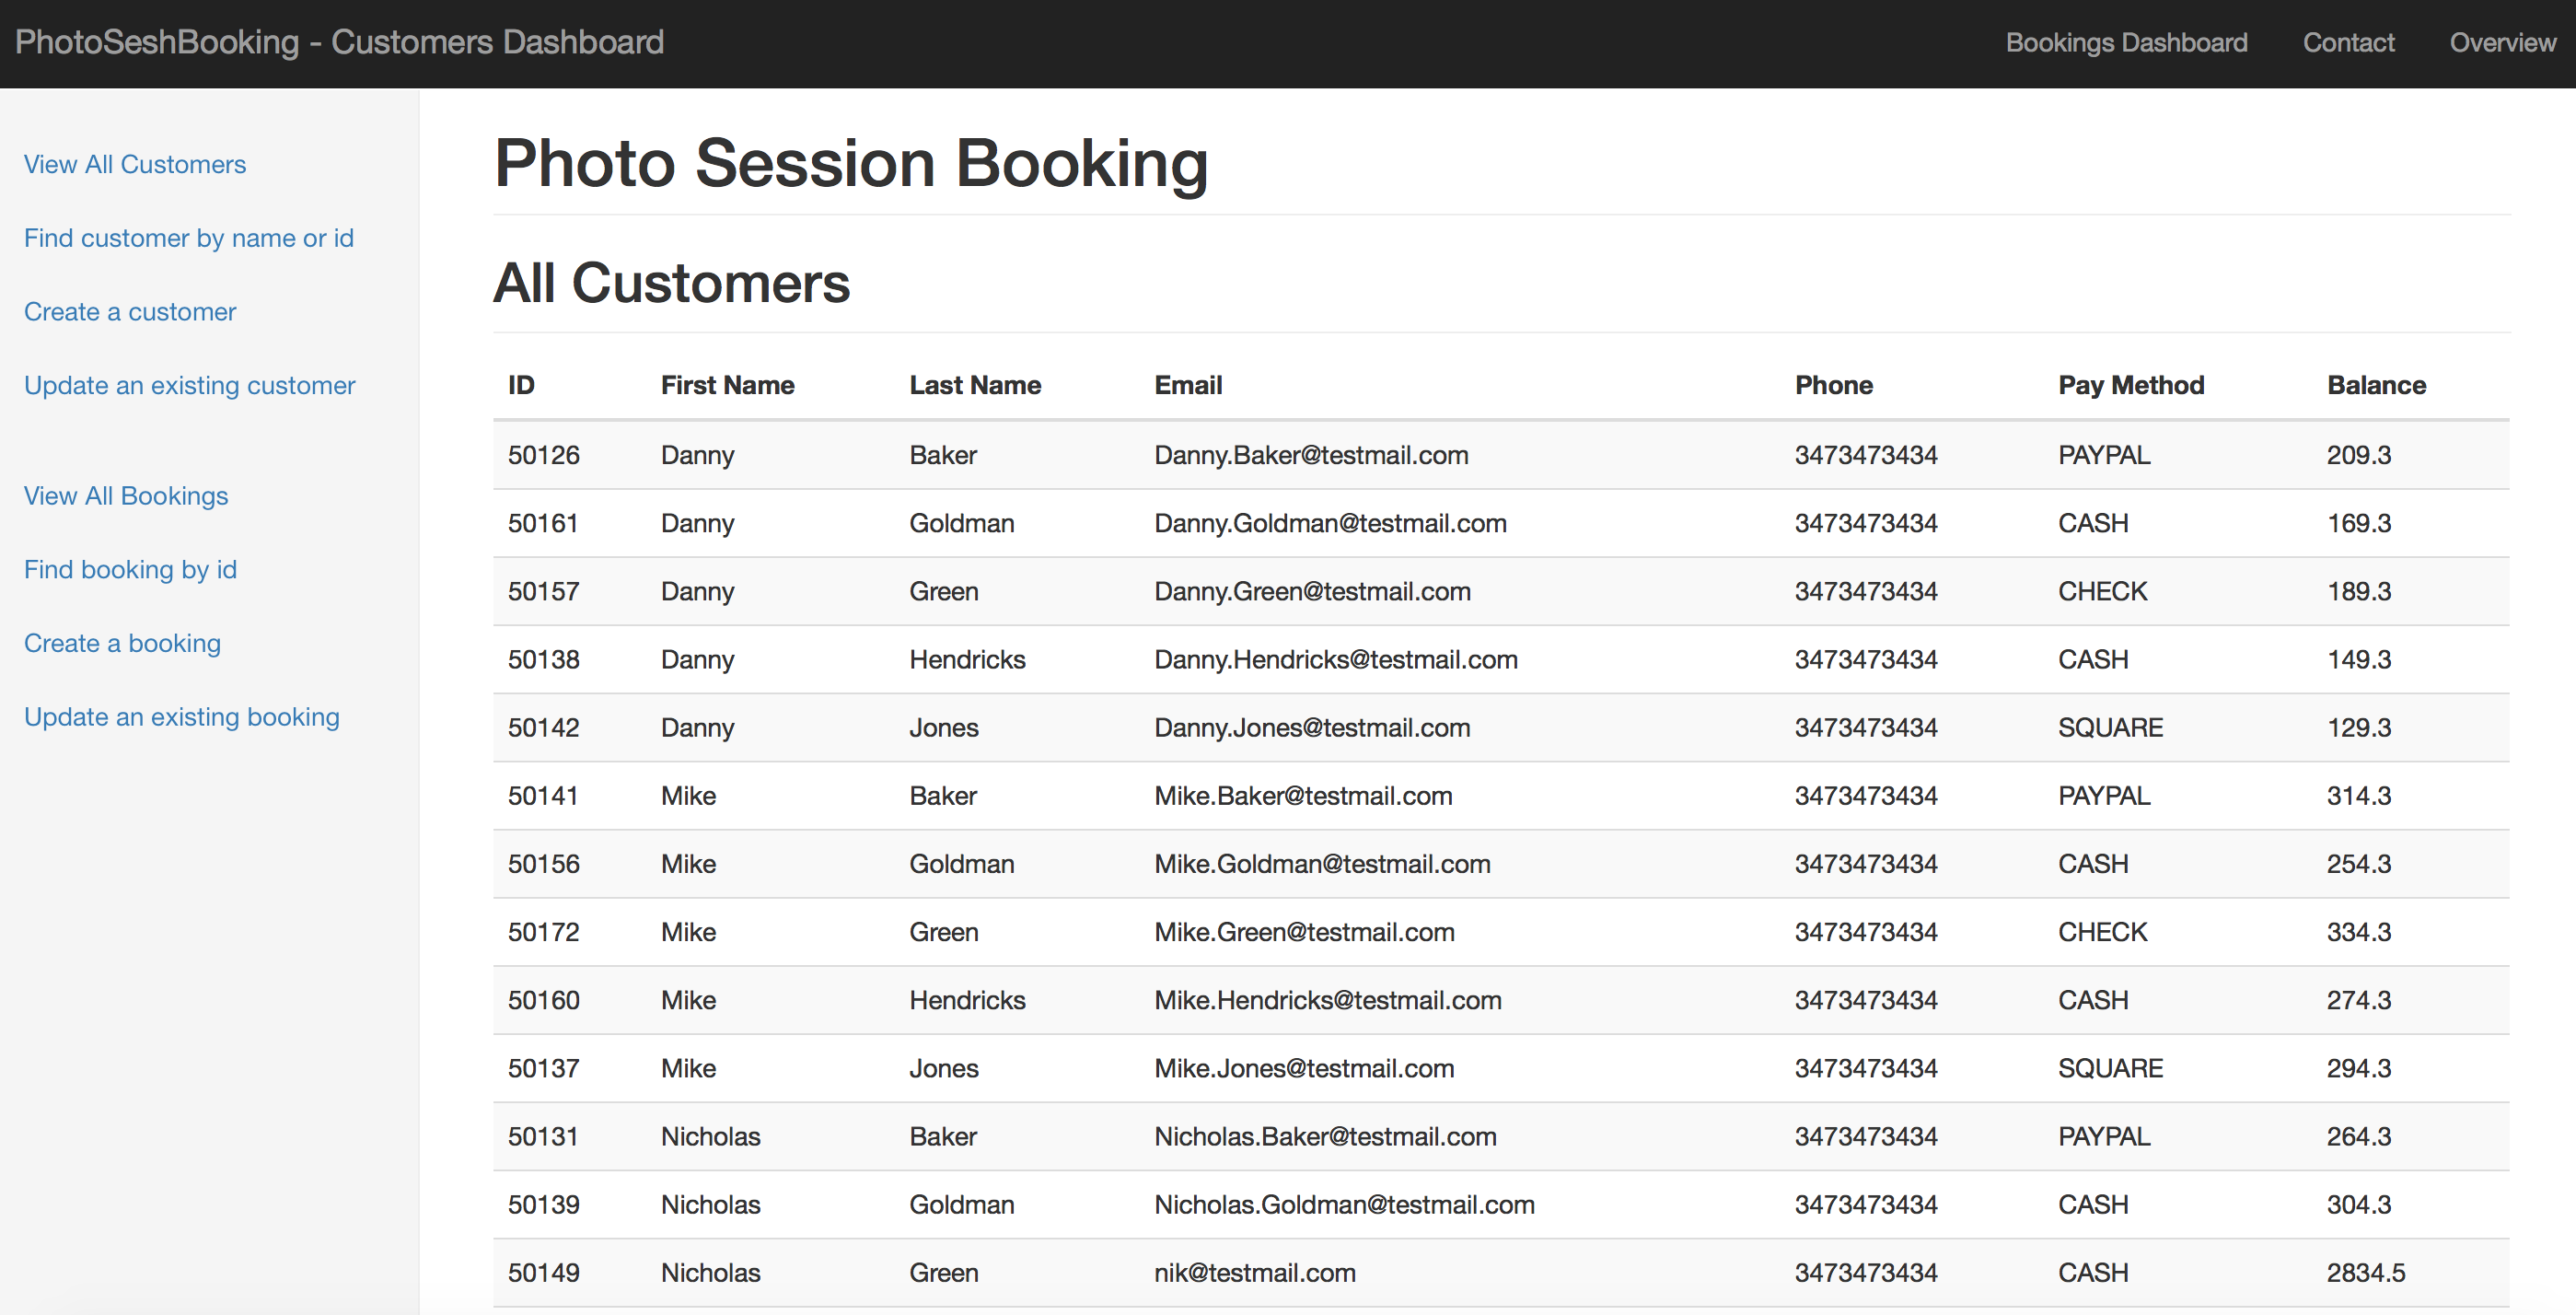 PhotoSeshBooking - Customers Dashboard Bookings Dashboard Contact Overview
View All Customers
Find customer by name or id
Create a customer
Update an existing customer
View All Bookings
Find booking by id
Create a booking
Update an existing booking
Photo Session Booking
All Customers
ID First Name Last Name Email Phone Pay Method Balance
50126 Danny Baker Danny.Baker@testmail.com 3473473434 PAYPAL 209.3
50161 Danny Goldman Danny.Goldman@testmail.com 3473473434 CASH 169.3
50157 Danny Green Danny.Green@testmail.com 3473473434 CHECK 189.3
50138 Danny Hendricks Danny.Hendricks@testmail.com 3473473434 CASH 149.3
50142 Danny Jones Danny.Jones@testmail.com 3473473434 SQUARE 129.3
50141 Mike Baker Mike.Baker@testmail.com 3473473434 PAYPAL 314.3
50156 Mike Goldman Mike.Goldman@testmail.com 3473473434 CASH 254.3
50172 Mike Green Mike.Green@testmail.com 3473473434 CHECK 334.3
50160 Mike Hendricks Mike.Hendricks@testmail.com 3473473434 CASH 274.3
50137 Mike Jones Mike.Jones@testmail.com 3473473434 SQUARE 294.3
50131 Nicholas Baker Nicholas.Baker@testmail.com 3473473434 PAYPAL 264.3
50139 Nicholas Goldman Nicholas.Goldman@testmail.com 3473473434 CASH 304.3
50149 Nicholas Green nik@testmail.com 3473473434 CASH 2834.5